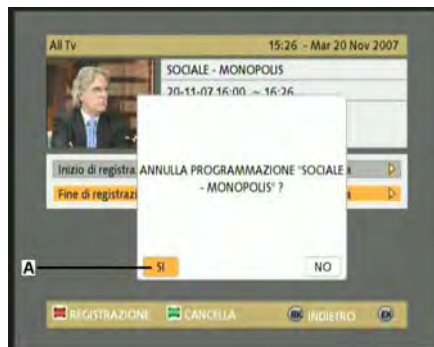 All Tv 15:26 - Mar 20 Nov 2007
SOCIALE - MONOPOLIS
20-11-07 16:00 ~ 16:26
Inizio di registra
ANNULLA PROGRAMMAZIONE "SOCIALE
- MONOPOLIS" ?
Fine di registrazi
A
SI NO
REGISTRAZIONE CANCELLA INDIETRO